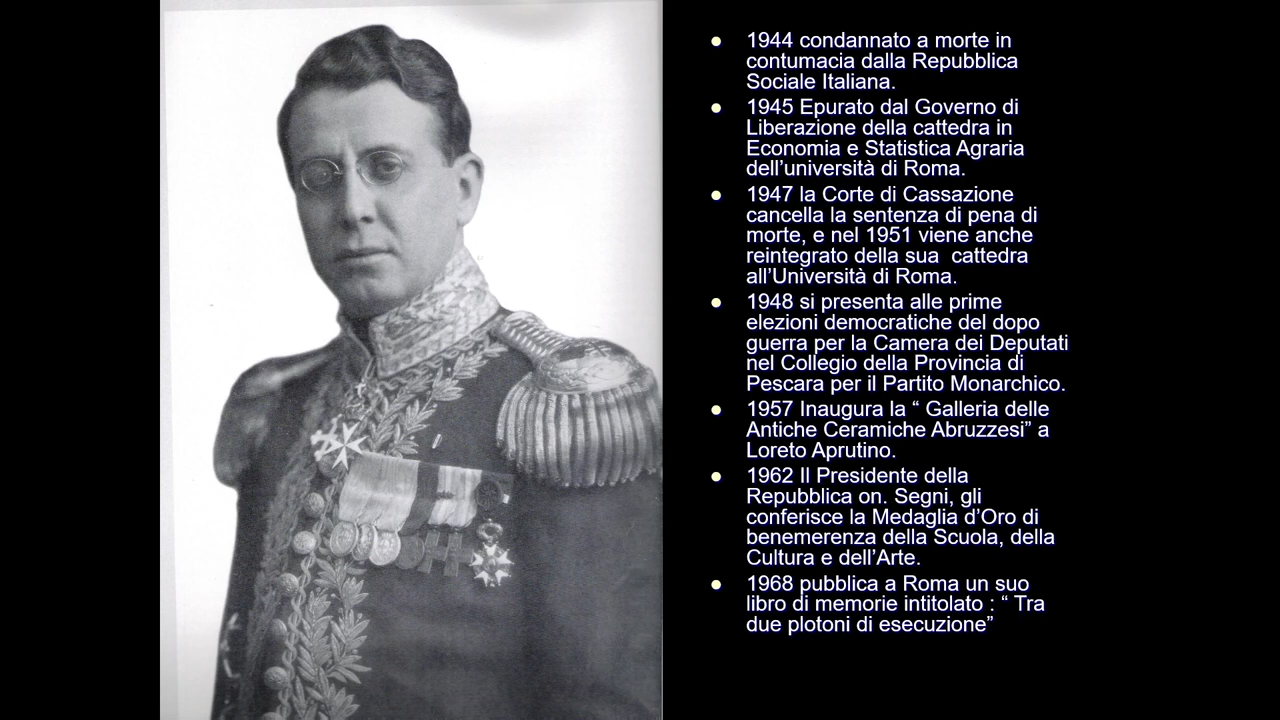 • 1944 condannato a morte in
contumacia dalla Repubblica
Sociale Italiana.
• 1945 Epurato dal Governo di
Liberazione della cattedra in
Economia e Statistica Agraria
dell’università di Roma.
• 1947 la Corte di Cassazione
cancella la sentenza di pena di
morte, e nel 1951 viene anche
reintegrato della sua  cattedra
all’Università di Roma.
• 1948 si presenta alle prime
elezioni democratiche del dopo
guerra per la Camera dei Deputati
nel Collegio della Provincia di
Pescara per il Partito Monarchico.
• 1957 Inaugura la “ Galleria delle
Antiche Ceramiche Abruzzesi” a
Loreto Aprutino.
• 1962 Il Presidente della
Repubblica on. Segni, gli
conferisce la Medaglia d’Oro di
benemerenza della Scuola, della
Cultura e dell’Arte.
• 1968 pubblica a Roma un suo
libro di memorie intitolato : “ Tra
due plotoni di esecuzione”